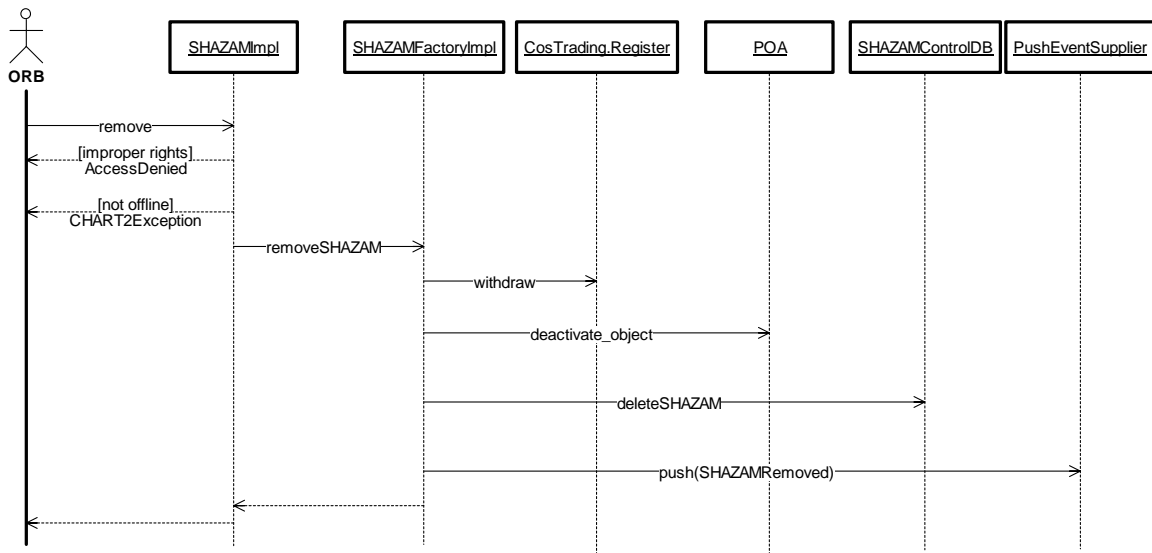 SHAZAMImpl
SHAZAMFactoryImpl
CosTrading.Register
POA
SHAZAMControlDB
PushEventSupplier
ORB
remove
[improper rights]
AccessDenied
[not offline]
CHART2Exception
removeSHAZAM
withdraw
deactivate_object
deleteSHAZAM
push(SHAZAMRemoved)